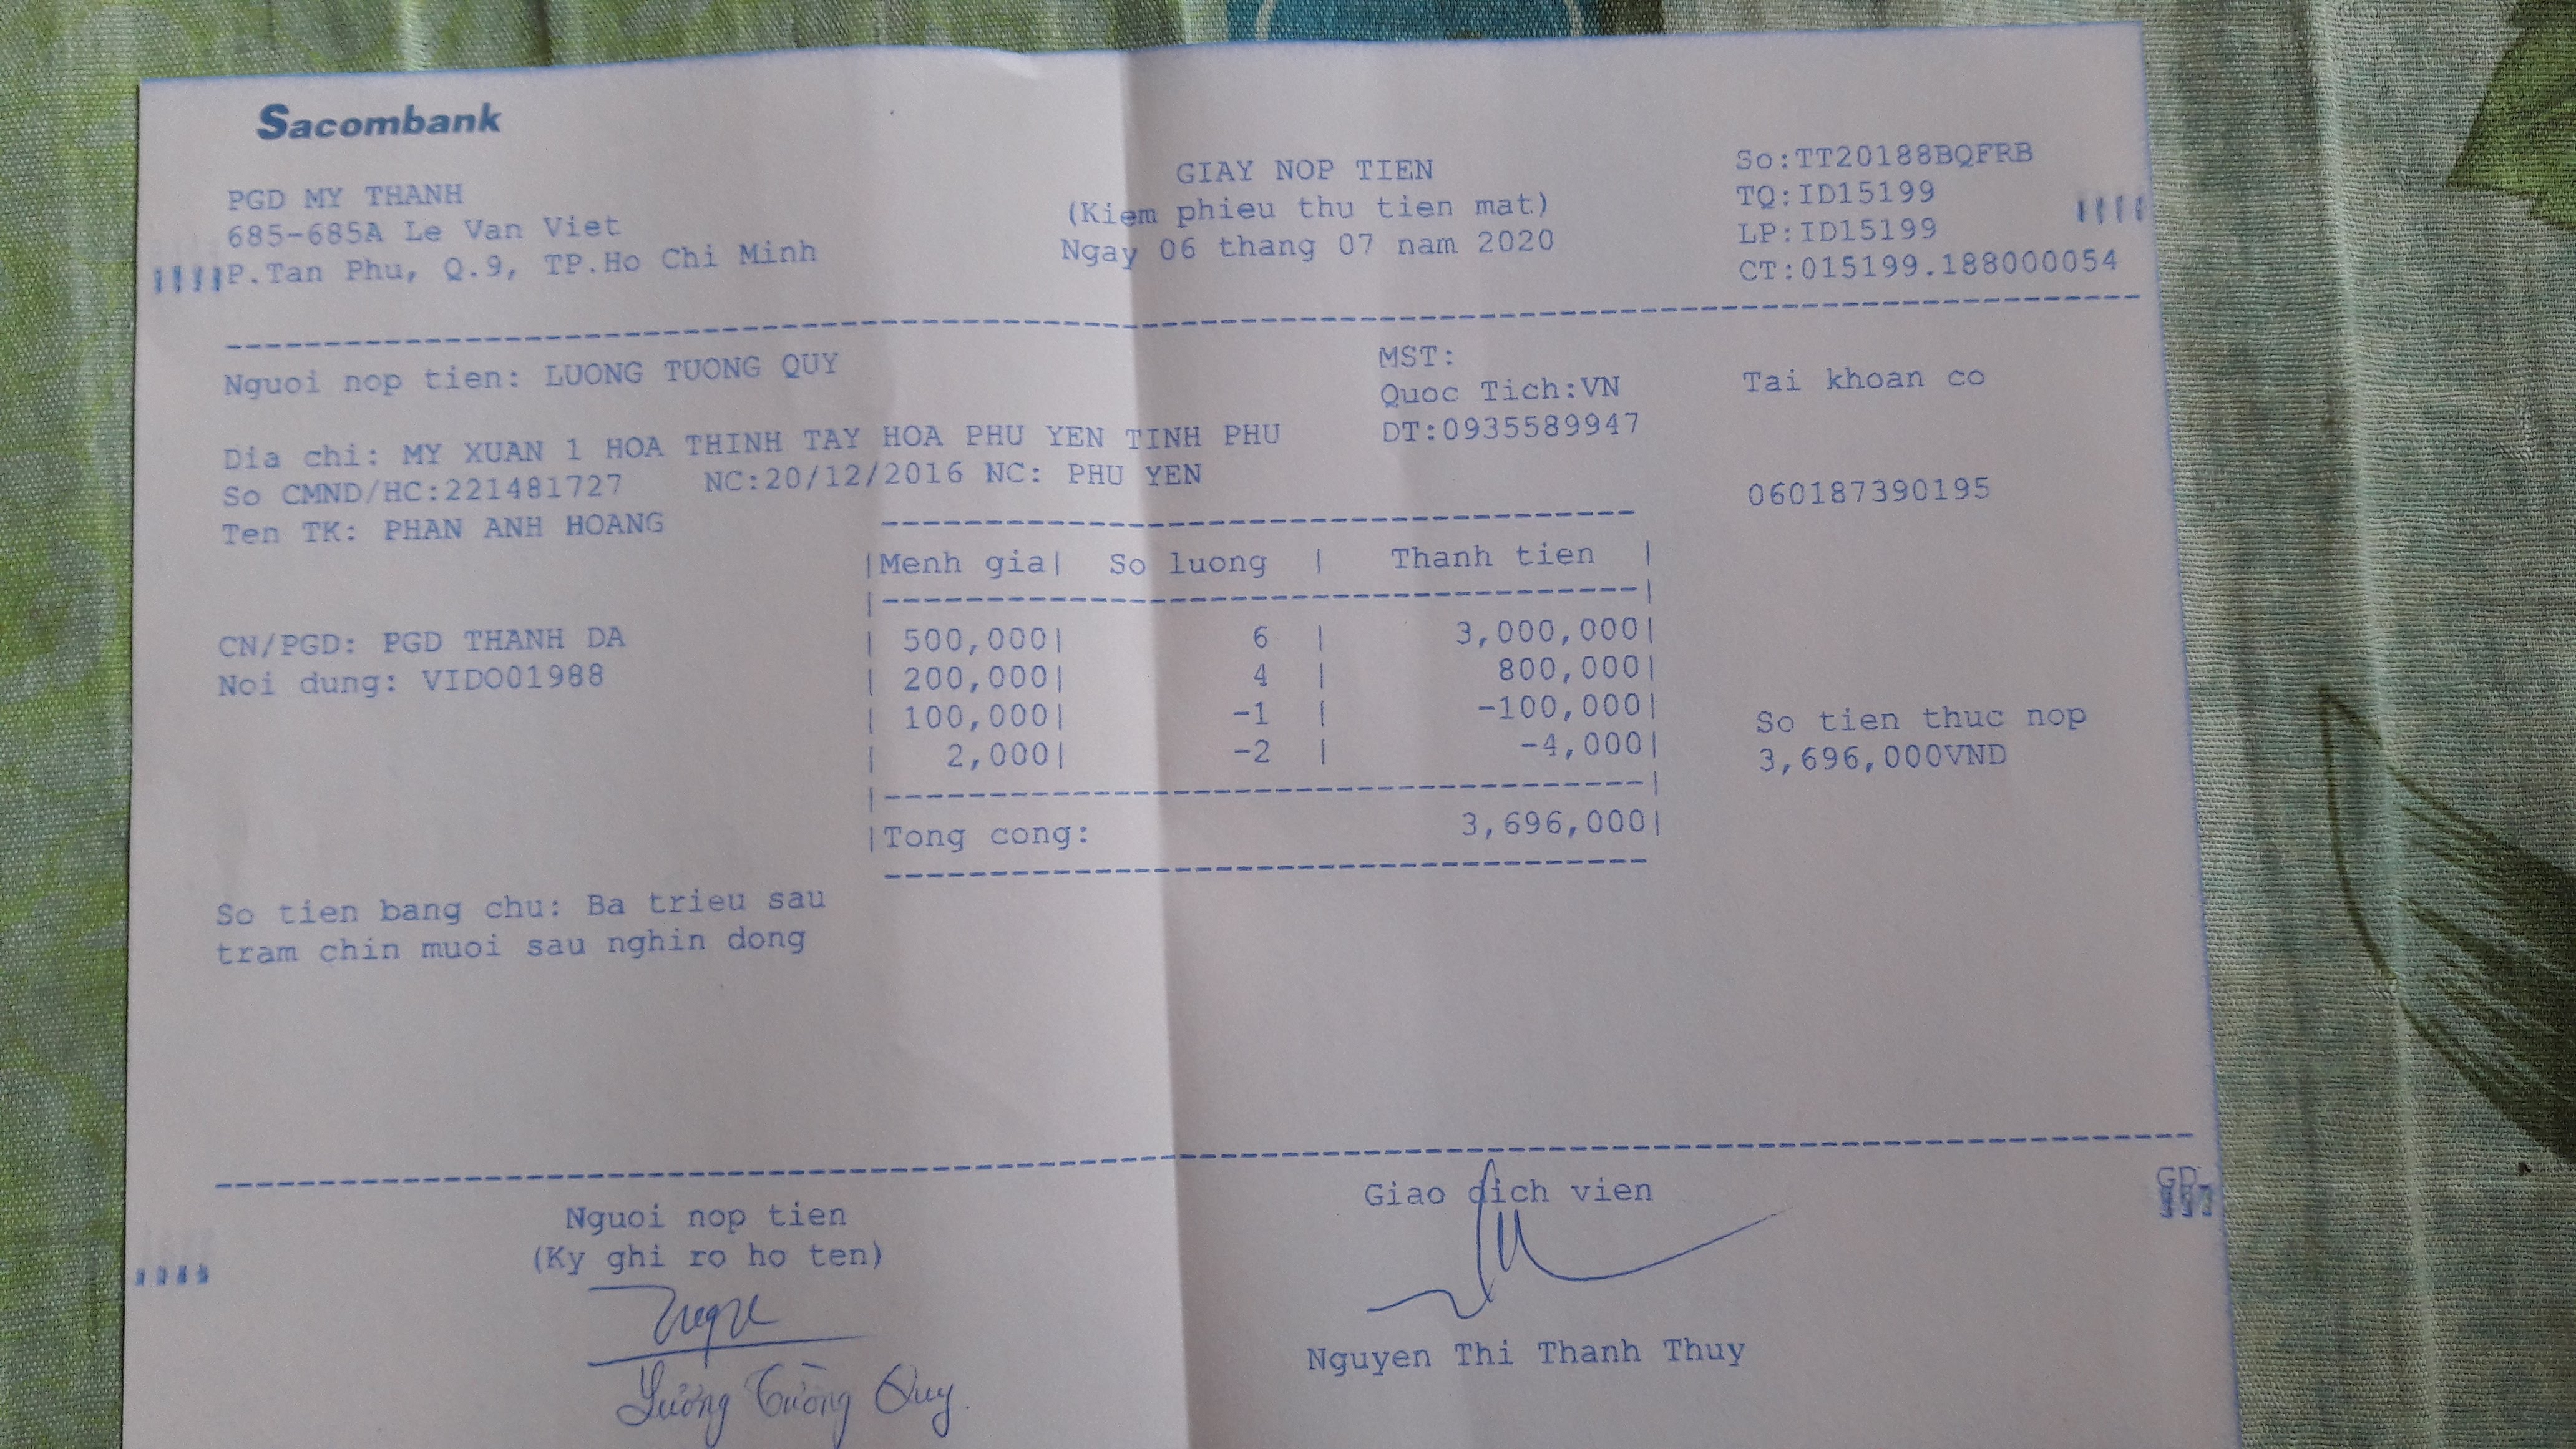 Sacombank
PGD MY THANH
685-685A Le Van Viet
P.Tan Phu, Q.9, TP.Ho Chi Minh
GIAY NOP TIEN
(Kiem phieu thu tien mat)
Ngay 06 thang 07 nam 2020
So:TT20188BQFRB
TQ:ID15199
LP:ID15199
CT:015199.188000054
Nguoi nop tien: LUONG TUONG QUY
MST:
Quoc Tich:VN
Dia chi: MY XUAN 1 HOA THINH TAY HOA PHU YEN TINH PHU
DT:0935589947
So CMND/HC:221481727 NC:20/12/2016 NC: PHU YEN
Ten TK: PHAN ANH HOANG
Tai khoan co
060187390195
CN/PGD: PGD THANH DA
Noi dung: VIDO01988
|Menh gia| So luong | Thanh tien |
| 500,000| 6 | 3,000,000|
| 200,000| 4 | 800,000|
| 100,000| -1 | -100,000|
| 2,000| -2 | -4,000|
|Tong cong: 3,696,000|
So tien thuc nop
3,696,000VND
So tien bang chu: Ba trieu sau
tram chin muoi sau nghin dong
Nguoi nop tien
(Ky ghi ro ho ten)
Lương Tường Quy
Giao dich vien
Nguyen Thi Thanh Thuy